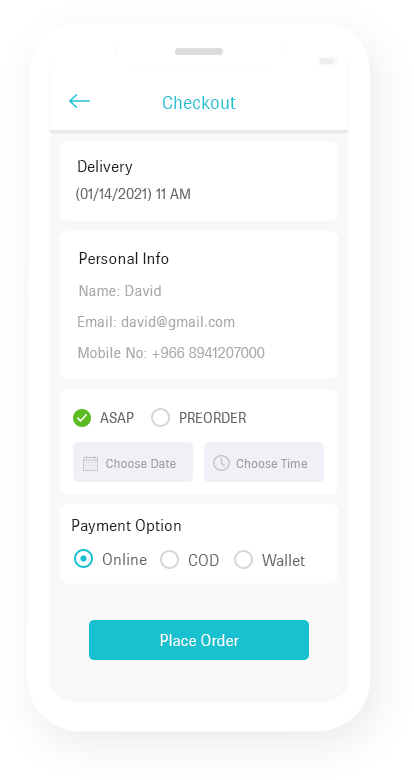 Checkout
Delivery
(01/14/2021) 11 AM
Personal Info
Name: David
Email: david@gmail.com
Mobile No: +966 8941207000
ASAP PREORDER
Choose Date Choose Time
Payment Option
Online COD Wallet
Place Order